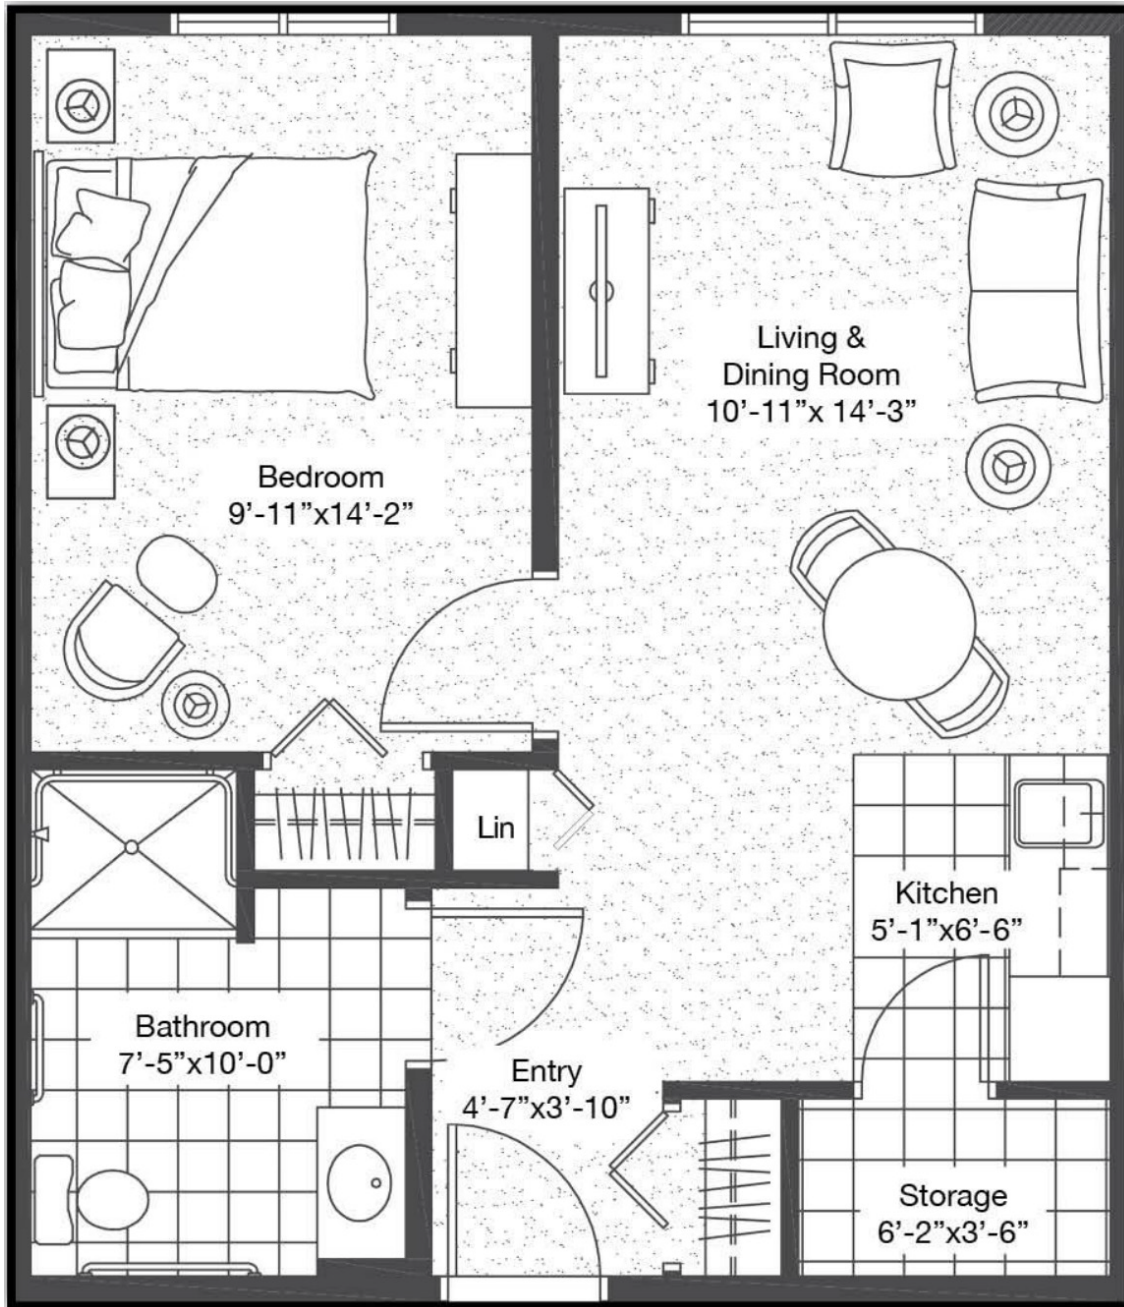 Living &
Dining Room
10’-11”x 14’-3”
Bedroom
9’-11”x14’-2”
Lin
Kitchen
5’-1”x6’-6”
Bathroom
7’-5”x10’-0”
Entry
4’-7”x3’-10”
Storage
6’-2”x3’-6”